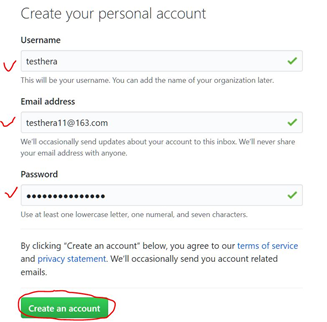 Create your personal account
Username
testhera
This will be your username. You can add the name of your organization later.
Email address
testhera11@163.com
We'll occasionally send updates about your account to this inbox. We'll never share
your email address with anyone.
Password
•••••••••••••••
Use at least one lowercase letter, one numeral, and seven characters.
By clicking "Create an account" below, you agree to our terms of service
and privacy statement. We'll occasionally send you account related
emails.
Create an account